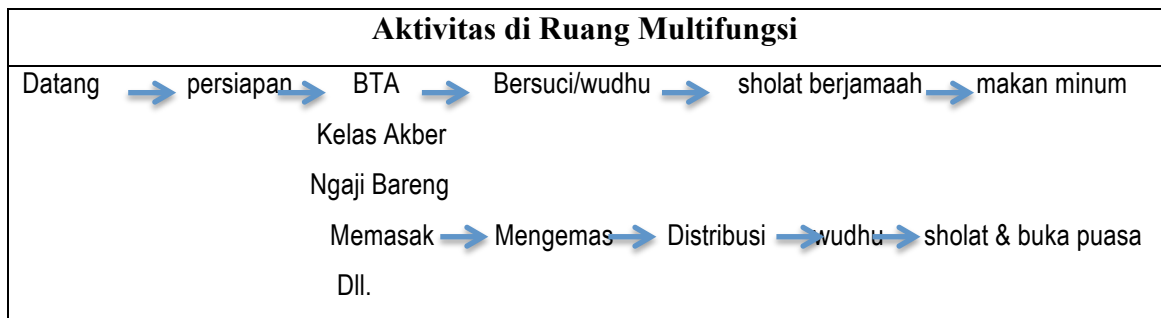 Aktivitas di Ruang Multifungsi
Datang persiapan BTA Bersuci/wudhu sholat berjamaah makan minum
Kelas Akber
Ngaji Bareng
Memasak Mengemas Distribusi wudhu sholat & buka puasa
Dll.